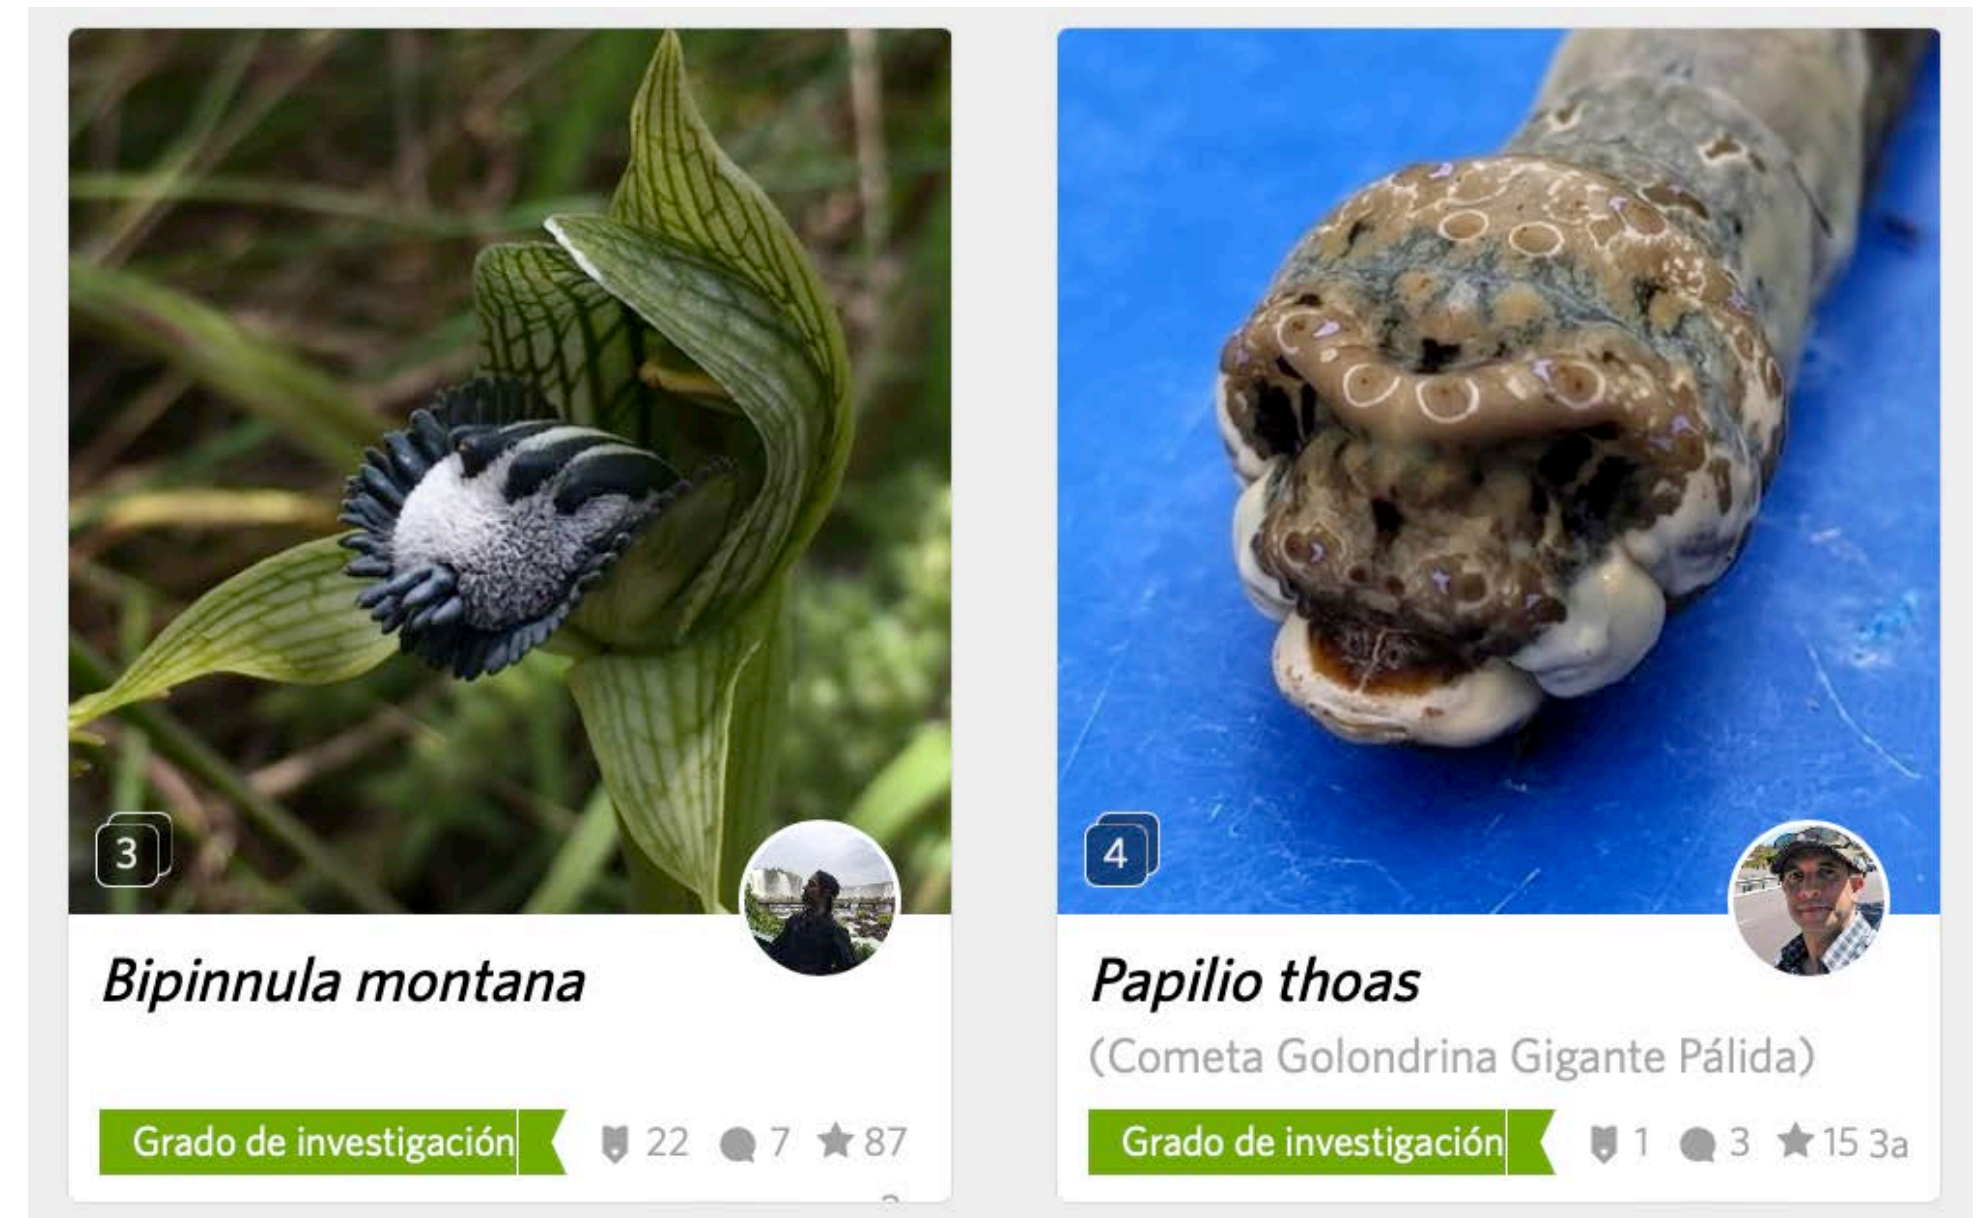 3
Bipinnula montana
Grado de investigación 22 7 87
4
Papilio thoas
(Cometa Golondrina Gigante Pálida)
Grado de investigación 1 3 15 3a